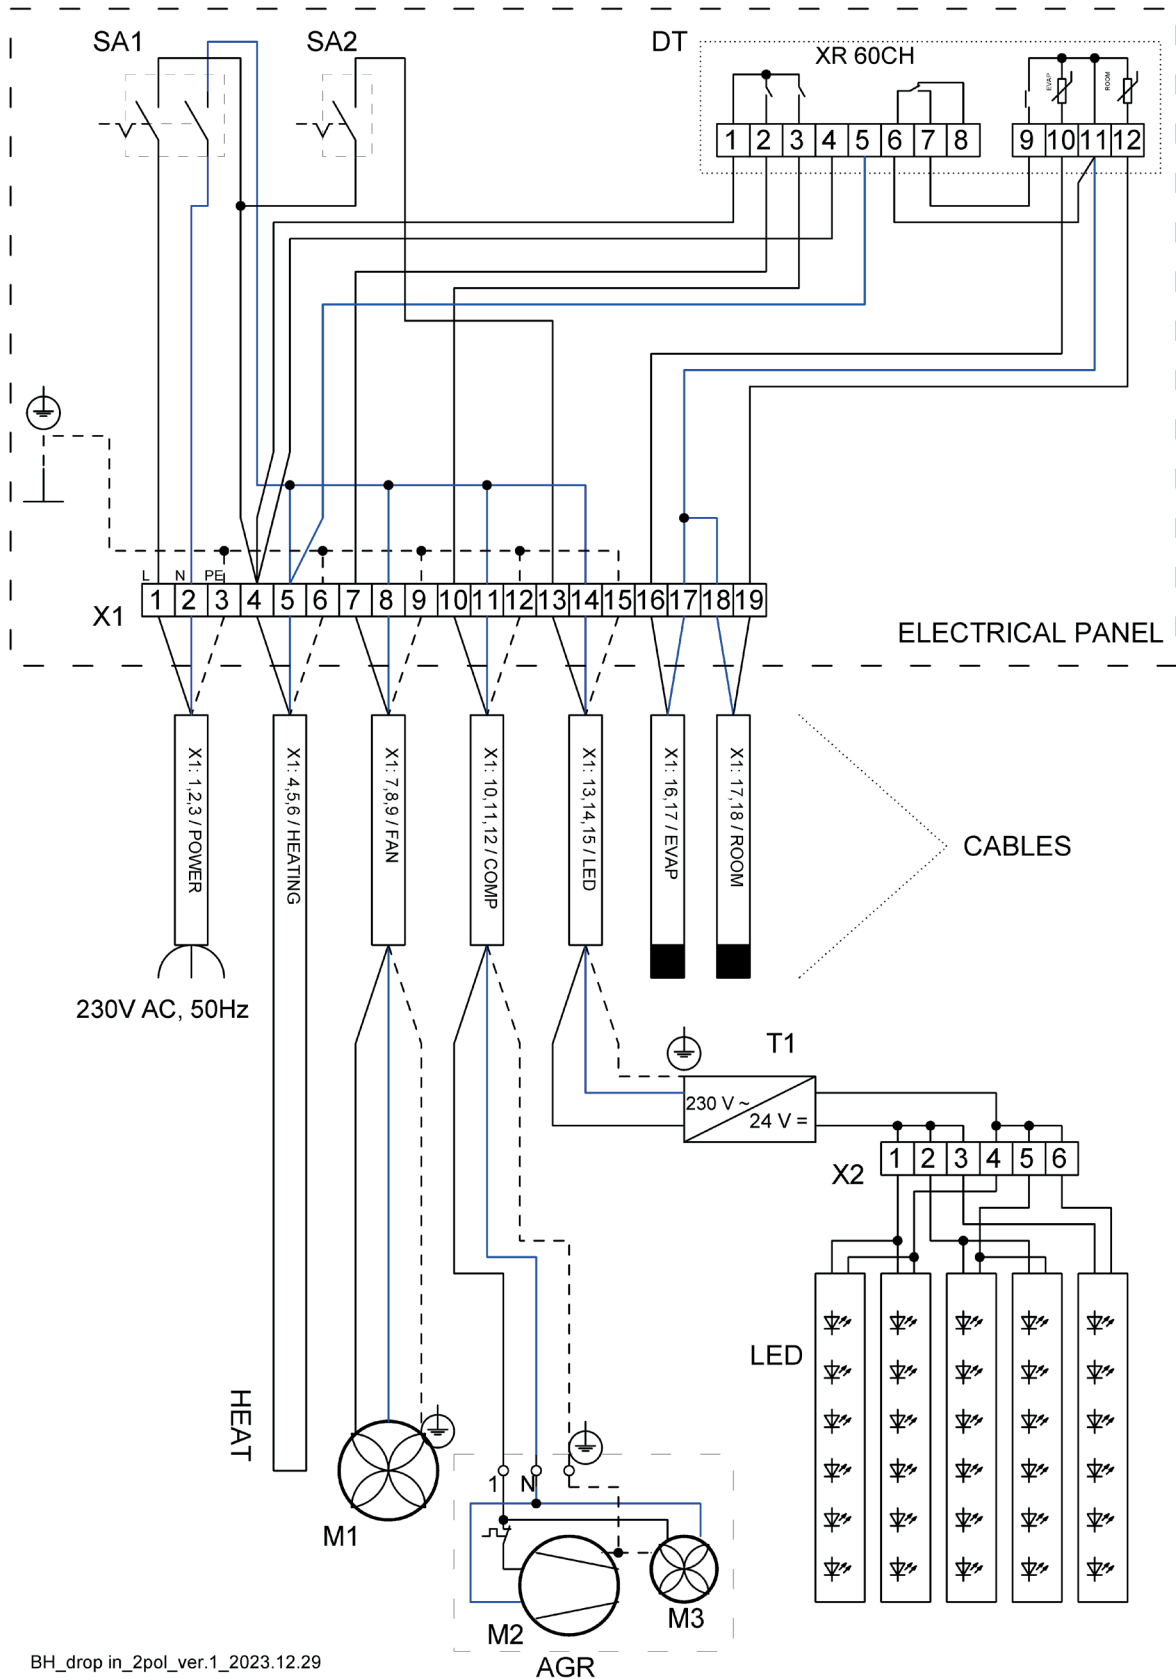 SA1 SA2 DT XR 60CH
EVAP ROOM
1 2 3 4 5 6 7 8 9 10 11 12
L N PE
X1 1 2 3 4 5 6 7 8 9 10 11 12 13 14 15 16 17 18 19
ELECTRICAL PANEL
X1: 1,2,3 / POWER
X1: 4,5,6 / HEATING
X1: 7,8,9 / FAN
X1: 10,11,12 / COMP
X1: 13,14,15 / LED
X1: 16,17 / EVAP
X1: 17,18 / ROOM
CABLES
230V AC, 50Hz
T1
230 V ~
24 V =
X2 1 2 3 4 5 6
LED
HEAT
1 N
M1
M2
M3
AGR
BH_drop in_2pol_ver.1_2023.12.29